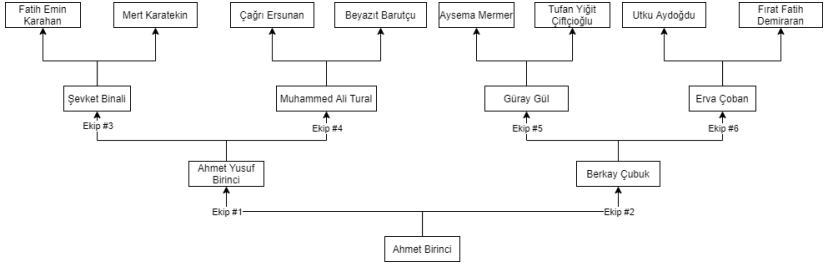 Fatih Emin
Karahan
Mert Karatekin
Çağrı Ersunan
Beyazıt Barutçu
Aysema Mermer
Tufan Yiğit
Çiftçioğlu
Utku Aydoğdu
Fırat Fatih
Demiraran
Şevket Binali
Muhammed Ali Tural
Güray Gül
Erva Çoban
Ekip #3
Ekip #4
Ekip #5
Ekip #6
Ahmet Yusuf
Birinci
Berkay Çubuk
Ekip #1
Ekip #2
Ahmet Birinci